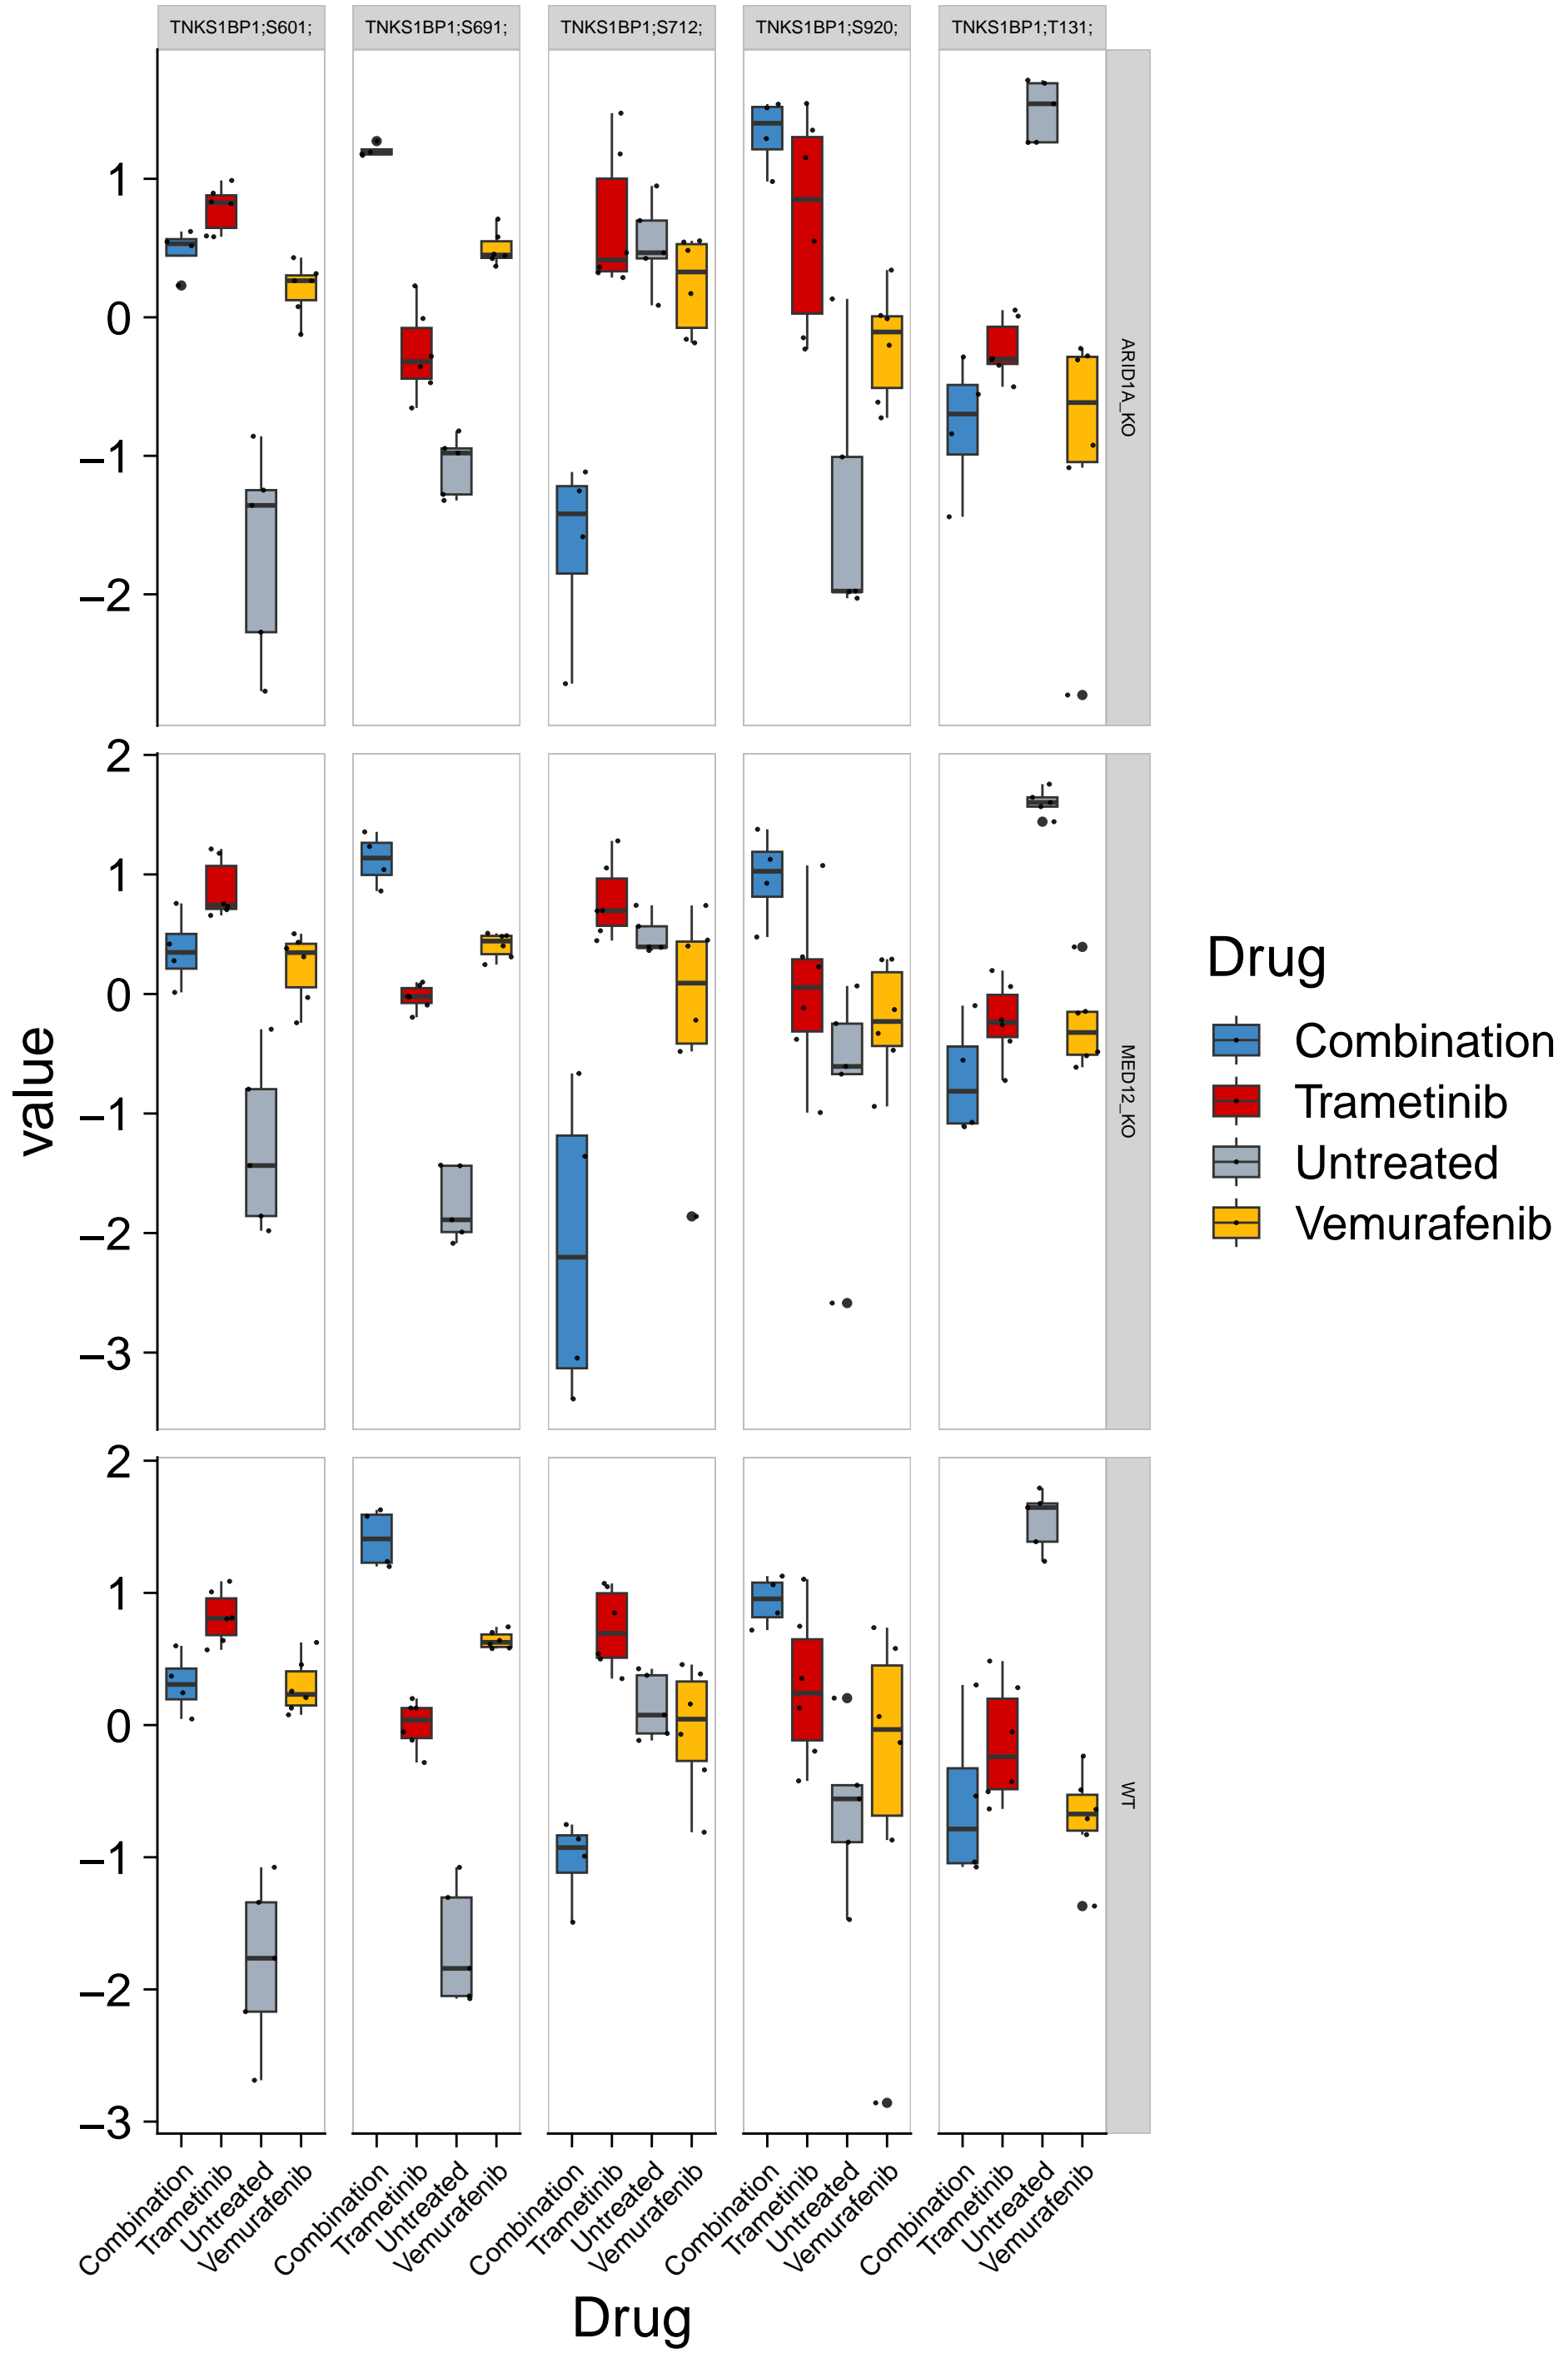 TNKS1BP1;S601; TNKS1BP1;S691; TNKS1BP1;S712; TNKS1BP1;S920; TNKS1BP1;T131;
1
0
−1
−2
ARID1A_KO
2
1
0
−1
−2
−3
MED12_KO
2
1
0
−1
−2
−3
WT
value
Combination Trametinib Untreated Vemurafenib Combination Trametinib Untreated Vemurafenib Combination Trametinib Untreated Vemurafenib Combination Trametinib Untreated Vemurafenib Combination Trametinib Untreated Vemurafenib
Drug
Drug
Combination
Trametinib
Untreated
Vemurafenib